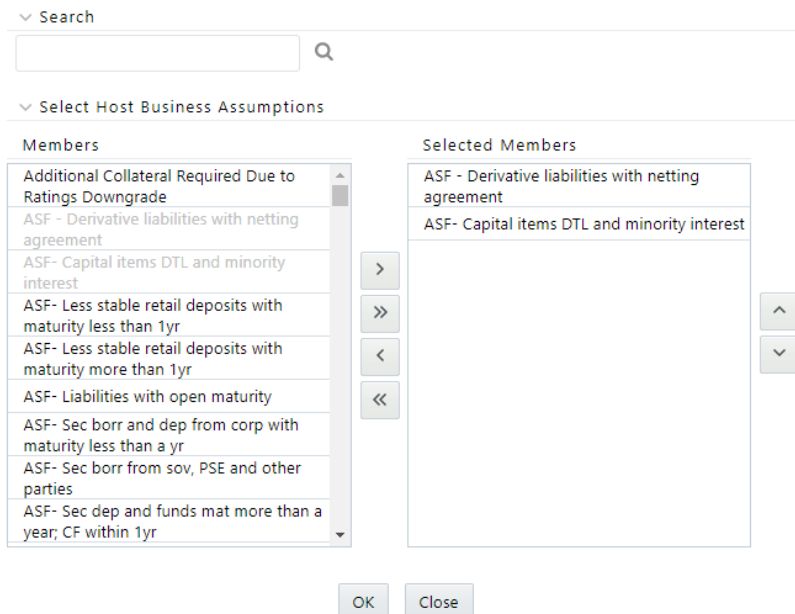 Search
Select Host Business Assumptions
Members
Additional Collateral Required Due to
Ratings Downgrade
ASF - Derivative liabilities with netting
agreement
ASF- Capital items DTL and minority
interest
ASF- Less stable retail deposits with
maturity less than 1yr
ASF- Less stable retail deposits with
maturity more than 1yr
ASF- Liabilities with open maturity
ASF- Sec borr and dep from corp with
maturity less than a yr
ASF- Sec borr from sov, PSE and other
parties
ASF- Sec dep and funds mat more than a
year; CF within 1yr
Selected Members
ASF - Derivative liabilities with netting
agreement
ASF- Capital items DTL and minority interest
OK
Close